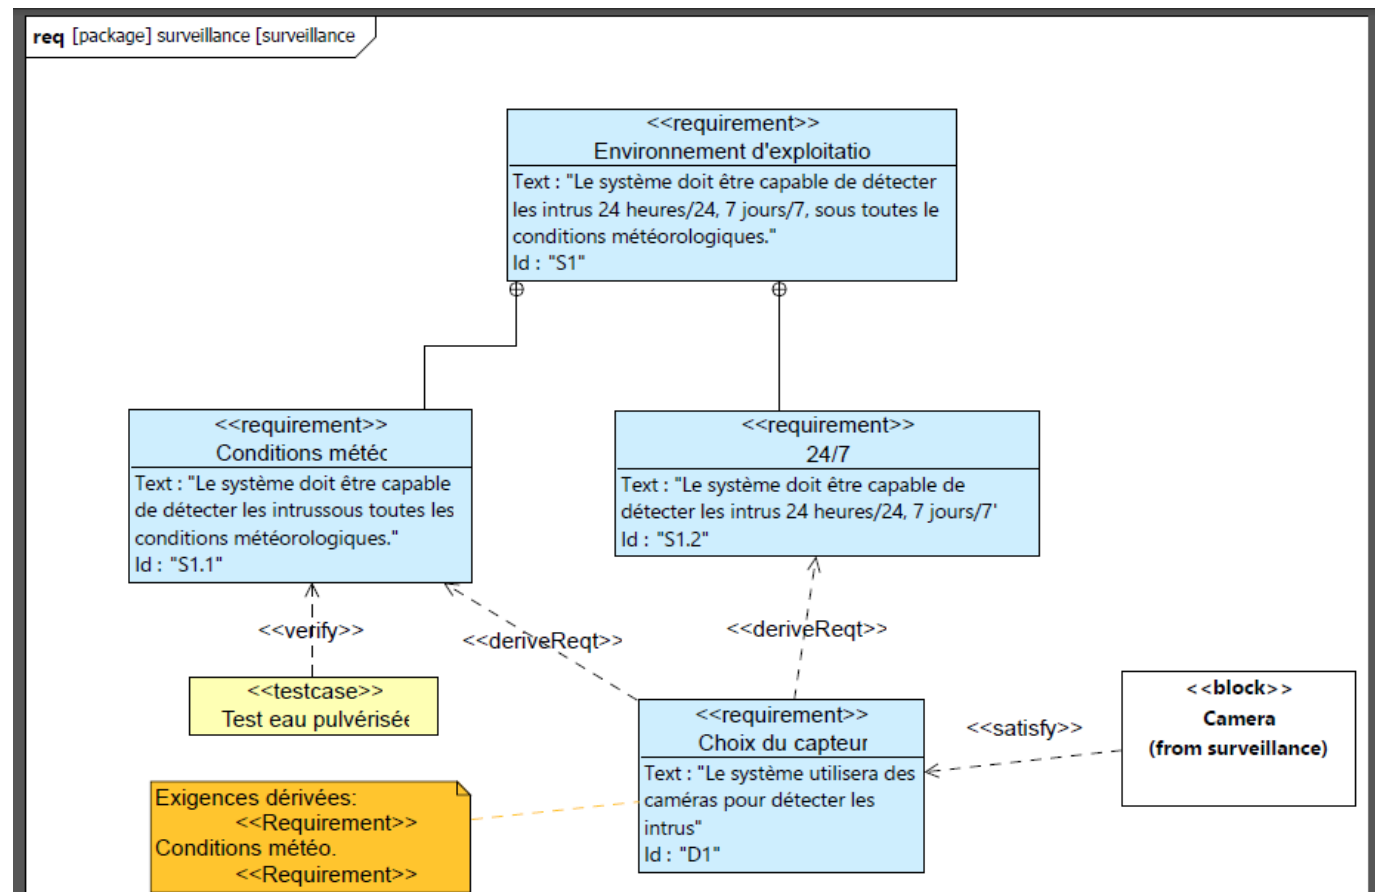 req [package] surveillance [surveillance
<<requirement>>
Environnement d'exploitatio
Text : "Le système doit être capable de détecter
les intrus 24 heures/24, 7 jours/7, sous toutes le
conditions météorologiques."
Id : "S1"
<<requirement>>
Conditions météo
Text : "Le système doit être capable
de détecter les intrussous toutes les
conditions météorologiques."
Id : "S1.1"
<<requirement>>
24/7
Text : "Le système doit être capable de
détecter les intrus 24 heures/24, 7 jours/7'
Id : "S1.2"
<<verify>>
<<deriveReqt>>
<<deriveReqt>>
<<testcase>>
Test eau pulvérisée
<<requirement>>
Choix du capteur
Text : "Le système utilisera des
caméras pour détecter les
intrus"
Id : "D1"
<<satisfy>>
<<block>>
Camera
(from surveillance)
Exigences dérivées:
<<Requirement>>
Conditions météo.
<<Requirement>>